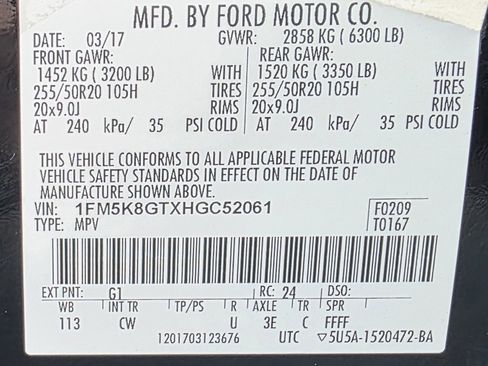 MFD. BY FORD MOTOR CO.
DATE: 03/17 GVWR: 2858 KG ( 6300 LB)
FRONT GAWR: REAR GAWR:
1452 KG ( 3200 LB) WITH 1520 KG ( 3350 LB) WITH
255/50R20 105H TIRES 255/50R20 105H TIRES
20x9.0J RIMS 20x9.0J RIMS
AT 240 kPa/ 35 PSI COLD AT 240 kPa/ 35 PSI COLD
THIS VEHICLE CONFORMS TO ALL APPLICABLE FEDERAL MOTOR
VEHICLE SAFETY STANDARDS IN EFFECT ON THE DATE OF
MANUFACTURE SHOWN ABOVE.
VIN: 1FM5K8GTXHGC52061 F0209
TYPE: MPV T0167
EXT PNT: G1 RC: 24 DSO:
WB INT TR TP/PS R AXLE TR SPR
113 CW U 3E C FFFF
1201703123676 UTC ▽5U5A-1520472-BA